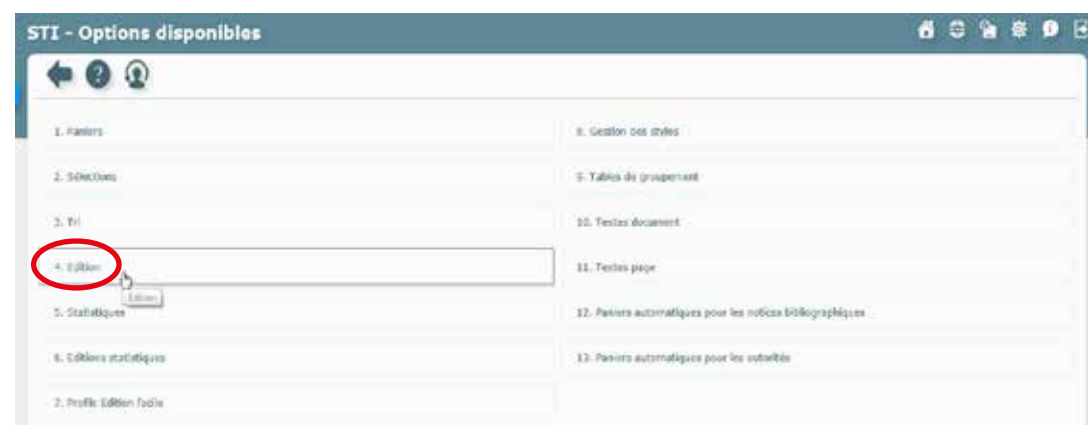 STI - Options disponibles
1. Paniers
2. Sélections
3. Tri
4. Edition
Edition
5. Statistiques
6. Editions statistiques
7. Profils Edition facile
8. Gestion des styles
9. Tables de groupement
10. Textes document
11. Textes page
12. Paniers automatiques pour les notices bibliographiques
13. Paniers automatiques pour les autorités